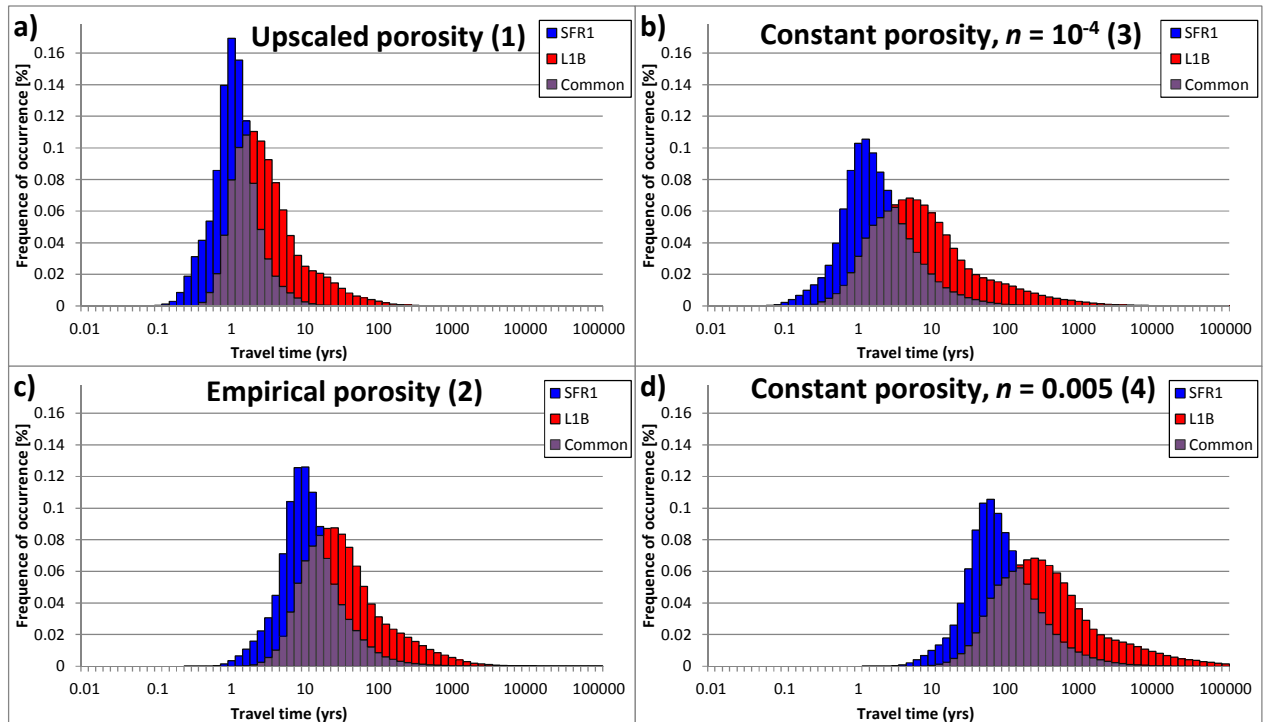 a)
Upscaled porosity (1)
SFR1
L1B
Common
Frequence of occurrence [%]
0.16
0.14
0.12
0.1
0.08
0.06
0.04
0.02
0
0.01 0.1 1 10 100 1000 10000 100000
Travel time (yrs)
b)
Constant porosity, n = 10⁻⁴ (3)
SFR1
L1B
Common
Frequence of occurrence [%]
0.16
0.14
0.12
0.1
0.08
0.06
0.04
0.02
0
0.01 0.1 1 10 100 1000 10000 100000
Travel time (yrs)
c)
Empirical porosity (2)
SFR1
L1B
Common
Frequence of occurrence [%]
0.16
0.14
0.12
0.1
0.08
0.06
0.04
0.02
0
0.01 0.1 1 10 100 1000 10000 100000
Travel time (yrs)
d)
Constant porosity, n = 0.005 (4)
SFR1
L1B
Common
Frequence of occurrence [%]
0.16
0.14
0.12
0.1
0.08
0.06
0.04
0.02
0
0.01 0.1 1 10 100 1000 10000 100000
Travel time (yrs)